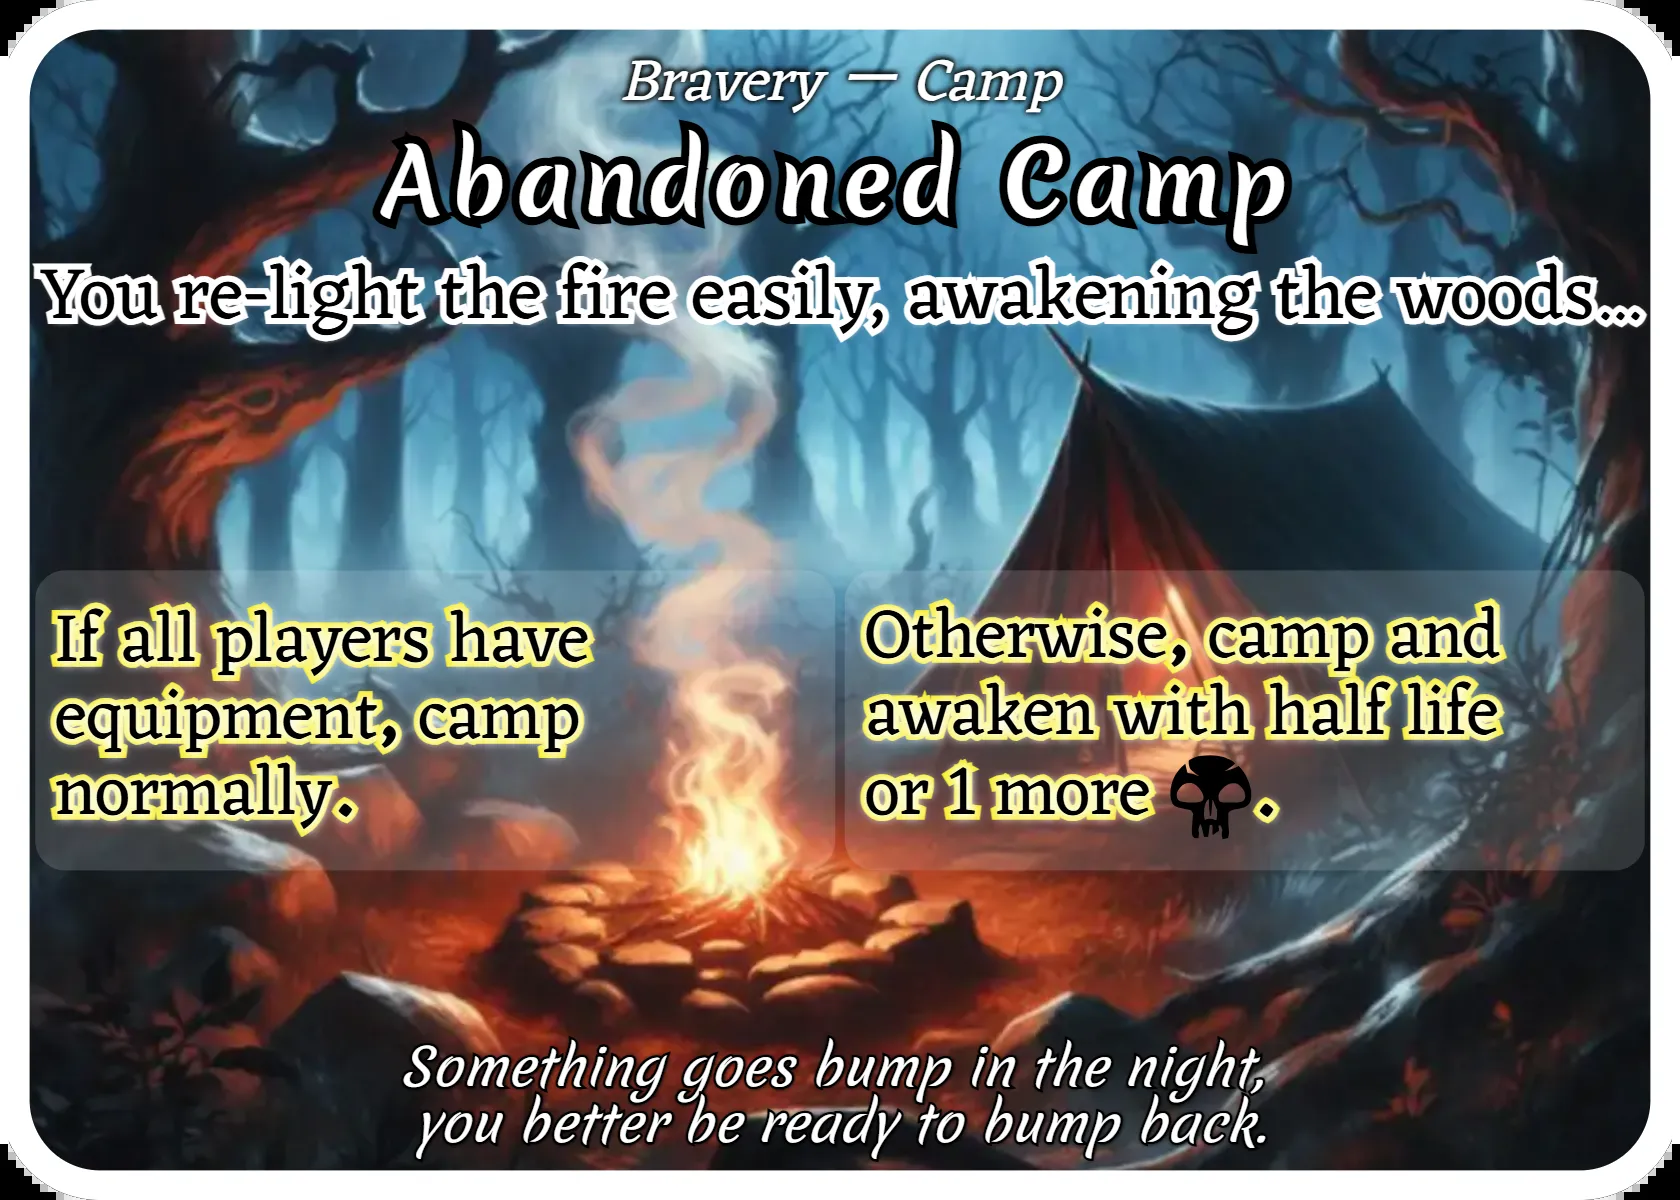 Bravery — Camp
Abandoned Camp
You re-light the fire easily, awakening the woods...
If all players have
equipment, camp
normally.
Otherwise, camp and
awaken with half life
or 1 more .
Something goes bump in the night,
you better be ready to bump back.